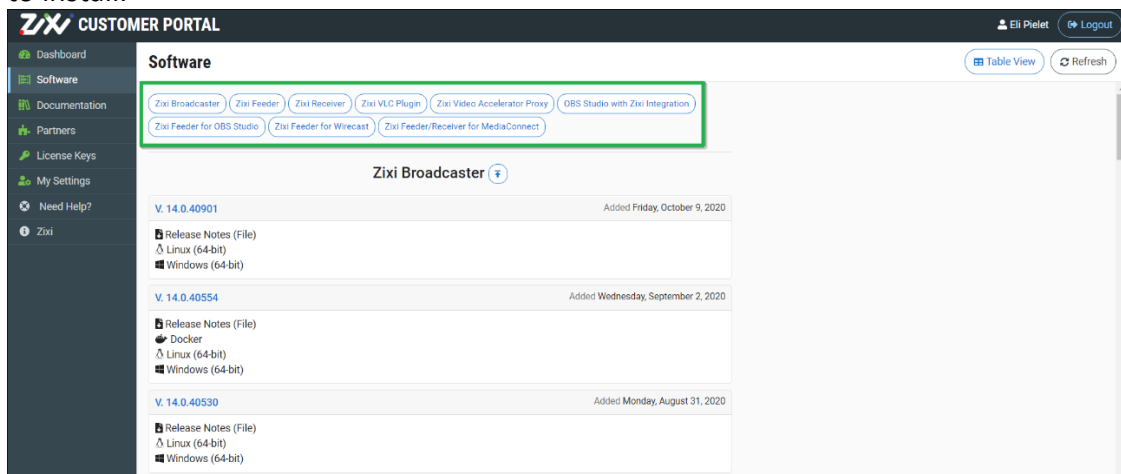 ZiXi CUSTOMER PORTAL
Eli Pielet
Logout
Dashboard
Software
Documentation
Partners
License Keys
My Settings
Need Help?
Zixi
Software
Table View
Refresh
Zixi Broadcaster Zixi Feeder Zixi Receiver Zixi VLC Plugin Zixi Video Accelerator Proxy OBS Studio with Zixi Integration
Zixi Feeder for OBS Studio Zixi Feeder for Wirecast Zixi Feeder/Receiver for MediaConnect
Zixi Broadcaster
V. 14.0.40901 Added Friday, October 9, 2020
Release Notes (File)
Linux (64-bit)
Windows (64-bit)
V. 14.0.40554 Added Wednesday, September 2, 2020
Release Notes (File)
Docker
Linux (64-bit)
Windows (64-bit)
V. 14.0.40530 Added Monday, August 31, 2020
Release Notes (File)
Linux (64-bit)
Windows (64-bit)